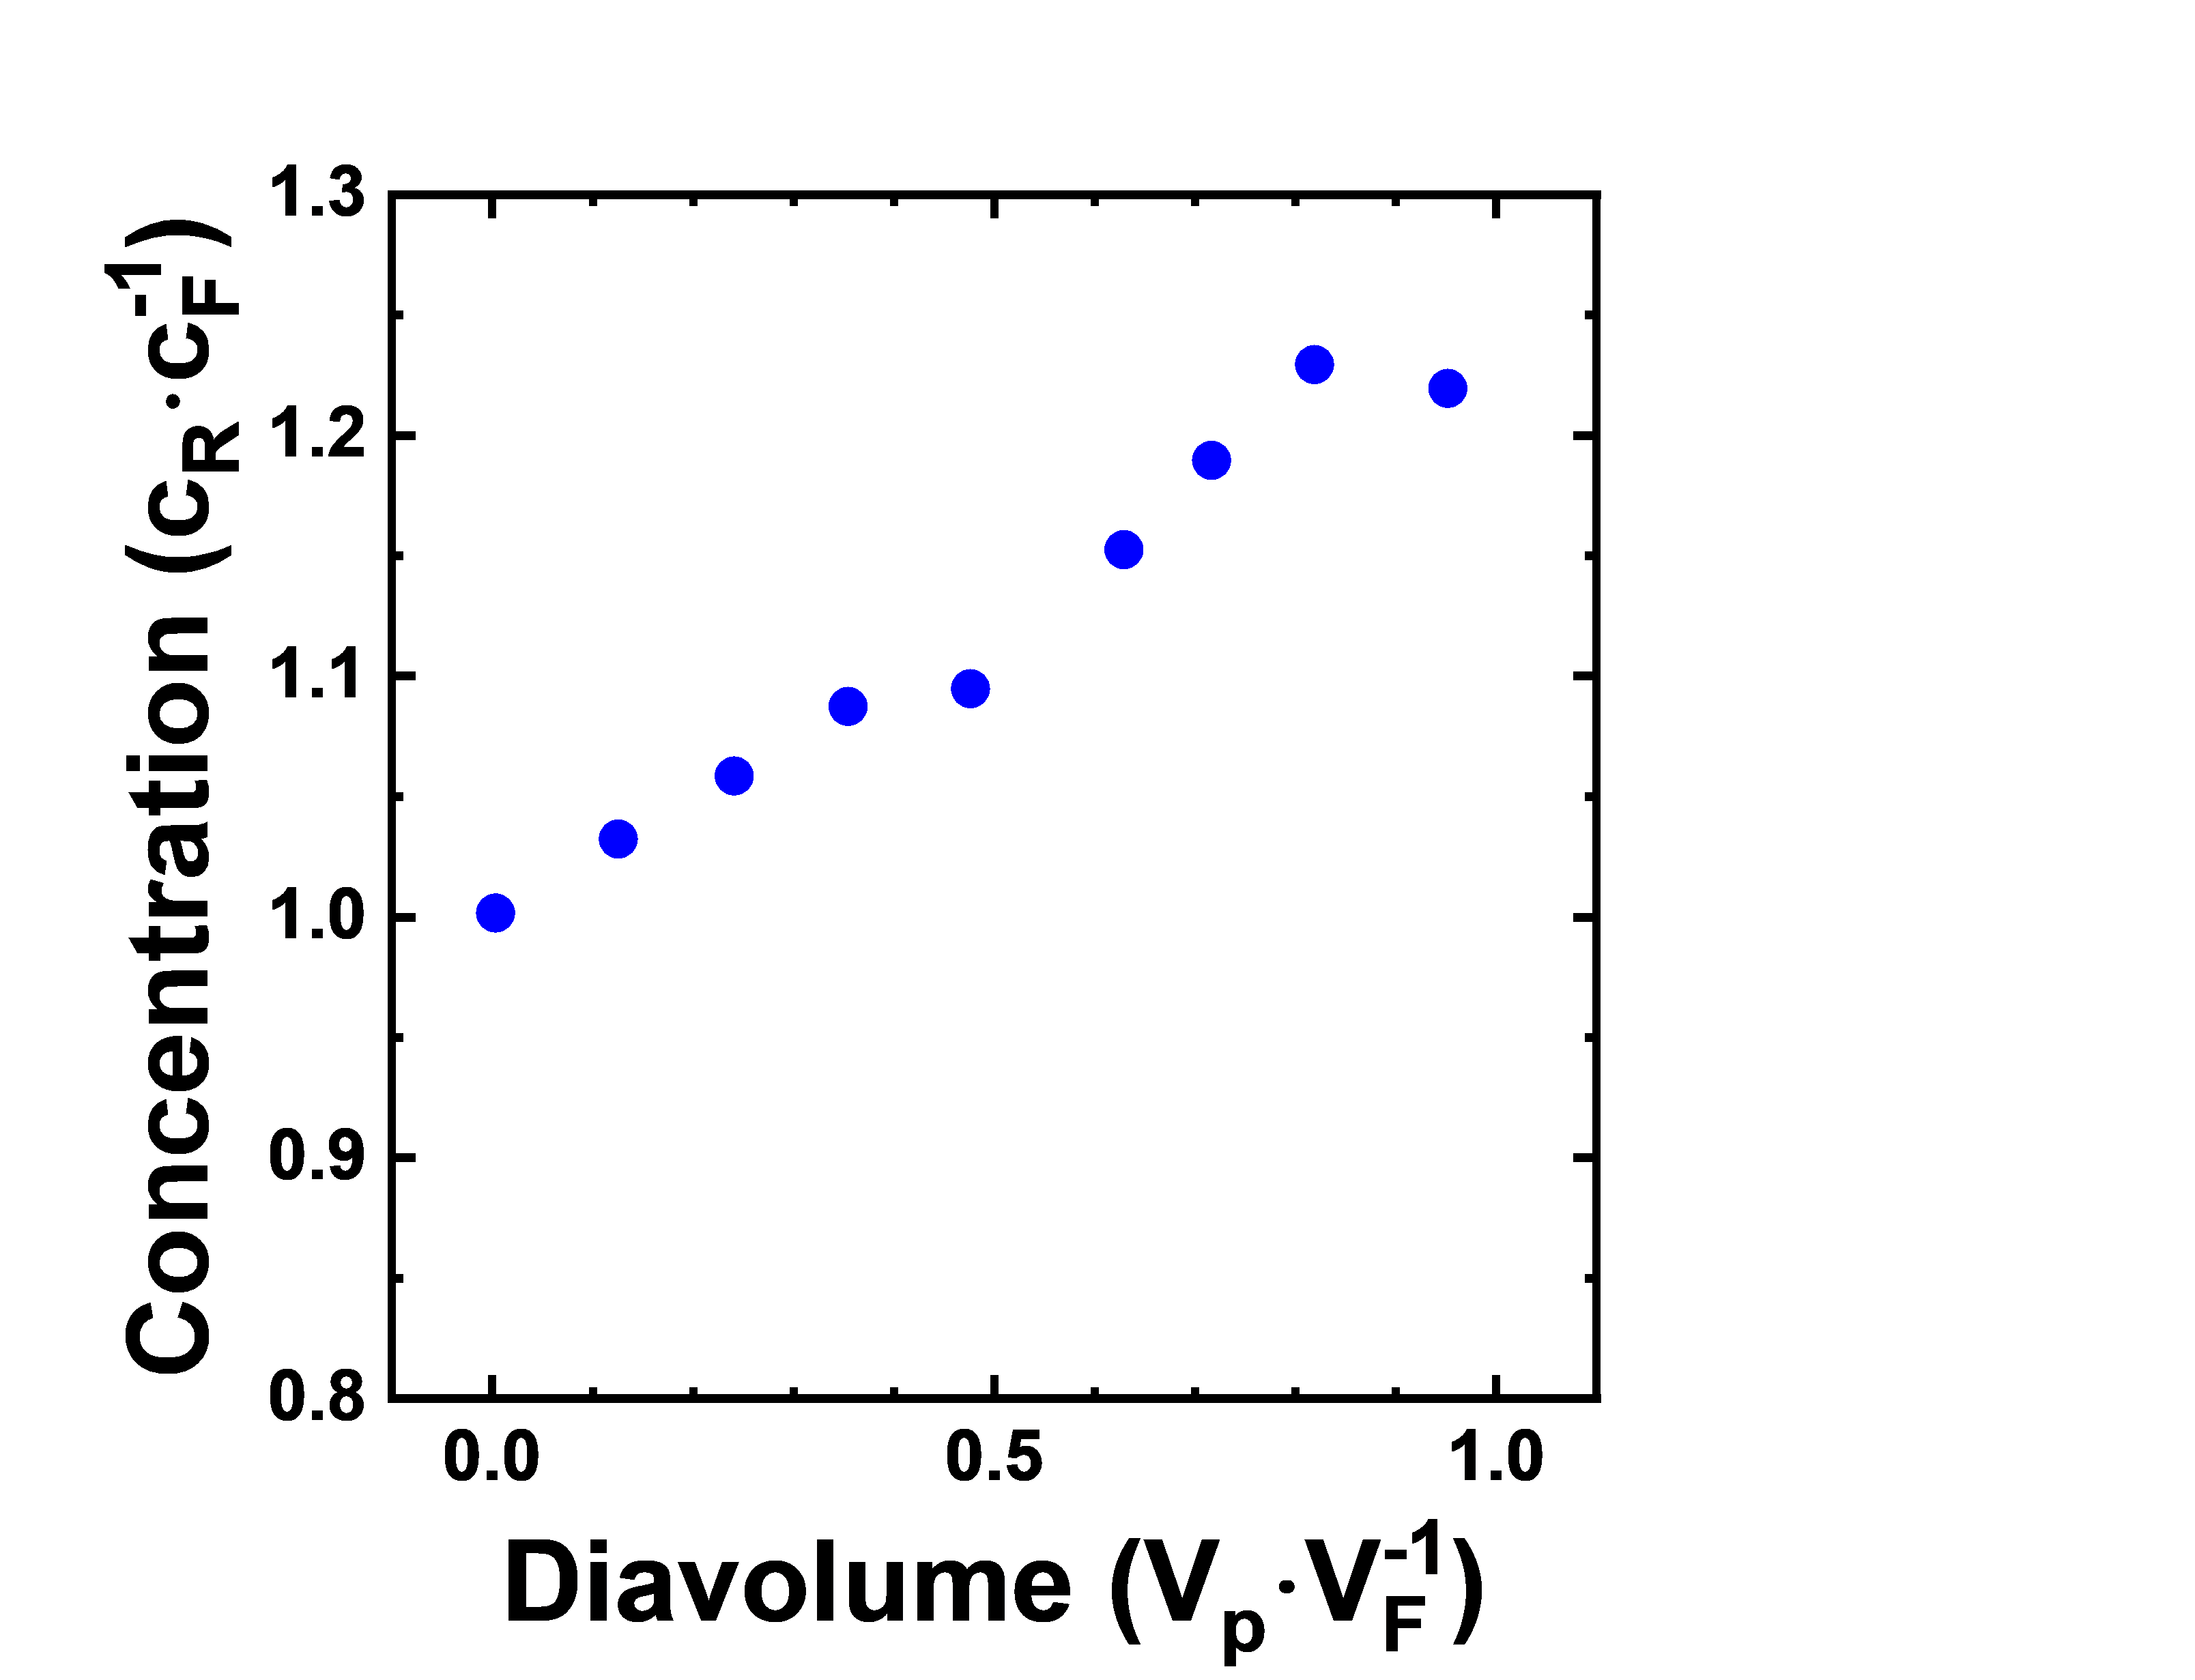 Concentration (c_R·c_F^-1)
1.3
1.2
1.1
1.0
0.9
0.8
0.0 0.5 1.0
Diavolume (V_p·V_F^-1)